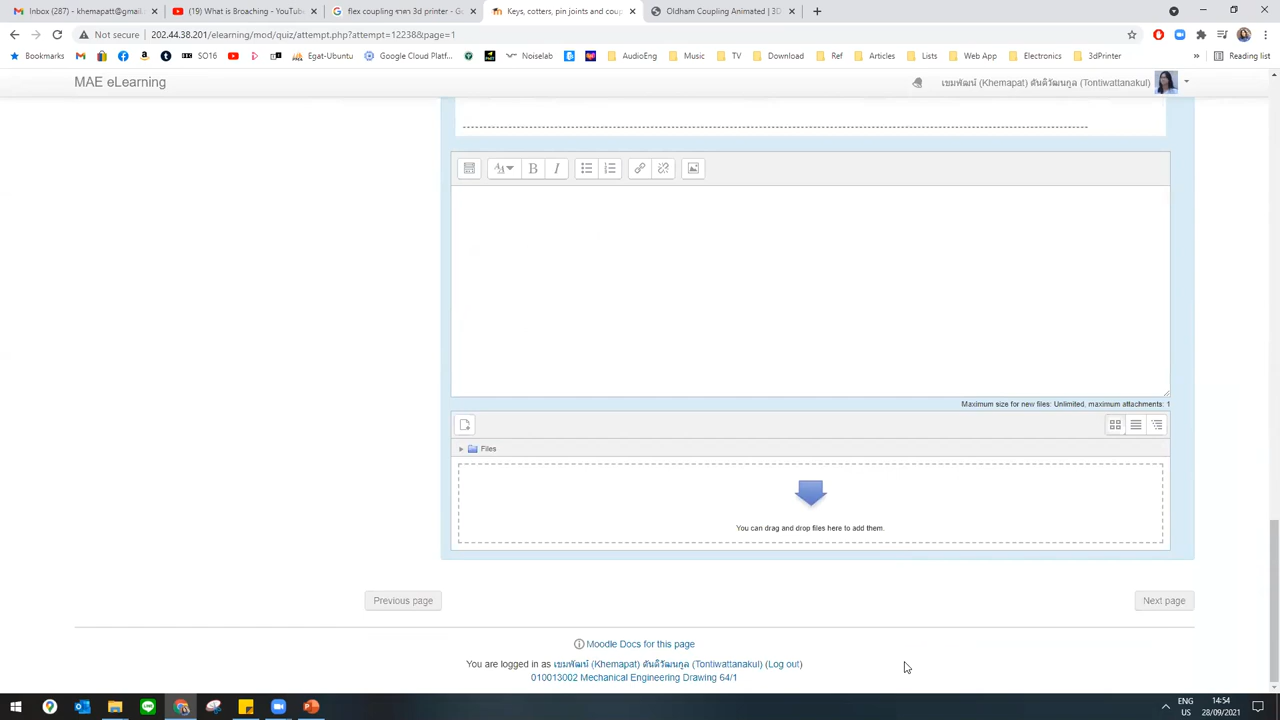 Inbox (287) - khemapatt@gmail.com
(19) What is Broaching - YouTube
flex coupling ขาดก 3d printer - Go
Keys, cotters, pin joints and coup
Oldham Coupling Animated | 3D
Not secure
202.44.38.201/elearning/mod/quiz/attempt.php?attempt=12238&page=1
Bookmarks
SO16
Egat-Ubuntu
Google Cloud Platf...
Noiselab
AudioEng
Music
TV
Download
Ref
Articles
Lists
Web App
Electronics
3dPrinter
»
Reading list
MAE eLearning
เขมพัฒน์ (Khemapat) ตันติวัฒนกูล (Tontiwattanakul)
Maximum size for new files: Unlimited, maximum attachments: 1
Files
You can drag and drop files here to add them.
Previous page
Next page
Moodle Docs for this page
You are logged in as เขมพัฒน์ (Khemapat) ตันติวัฒนกูล (Tontiwattanakul) (Log out)
010013002 Mechanical Engineering Drawing 64/1
ENG
US
14:54
28/09/2021